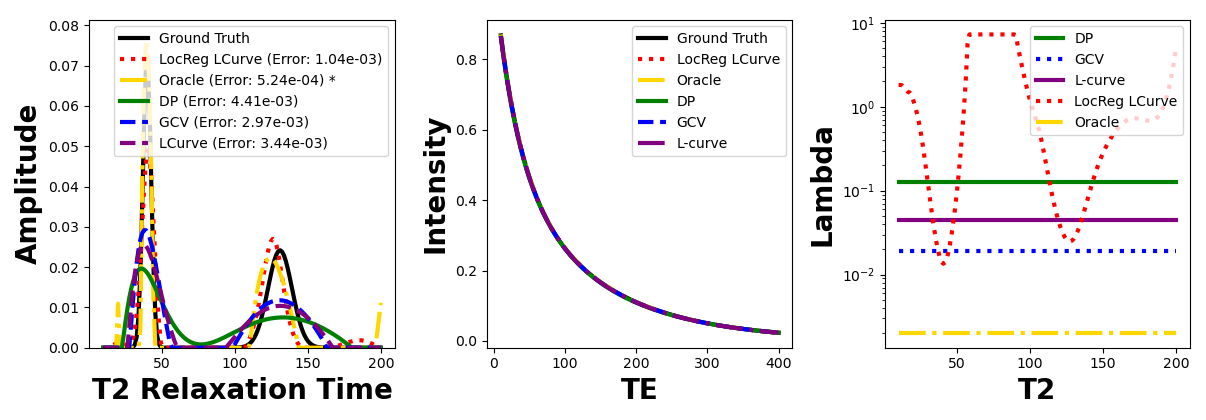 Amplitude
0.08
0.07
0.06
0.05
0.04
0.03
0.02
0.01
0.00
Ground Truth
LocReg LCurve (Error: 1.04e-03)
Oracle (Error: 5.24e-04) *
DP (Error: 4.41e-03)
GCV (Error: 2.97e-03)
LCurve (Error: 3.44e-03)
50 100 150 200
T2 Relaxation Time
Intensity
0.8
0.6
0.4
0.2
0.0
Ground Truth
LocReg LCurve
Oracle
DP
GCV
L-curve
0 100 200 300 400
TE
Lambda
10¹
10⁰
10⁻¹
10⁻²
DP
GCV
L-curve
LocReg LCurve
Oracle
50 100 150 200
T2